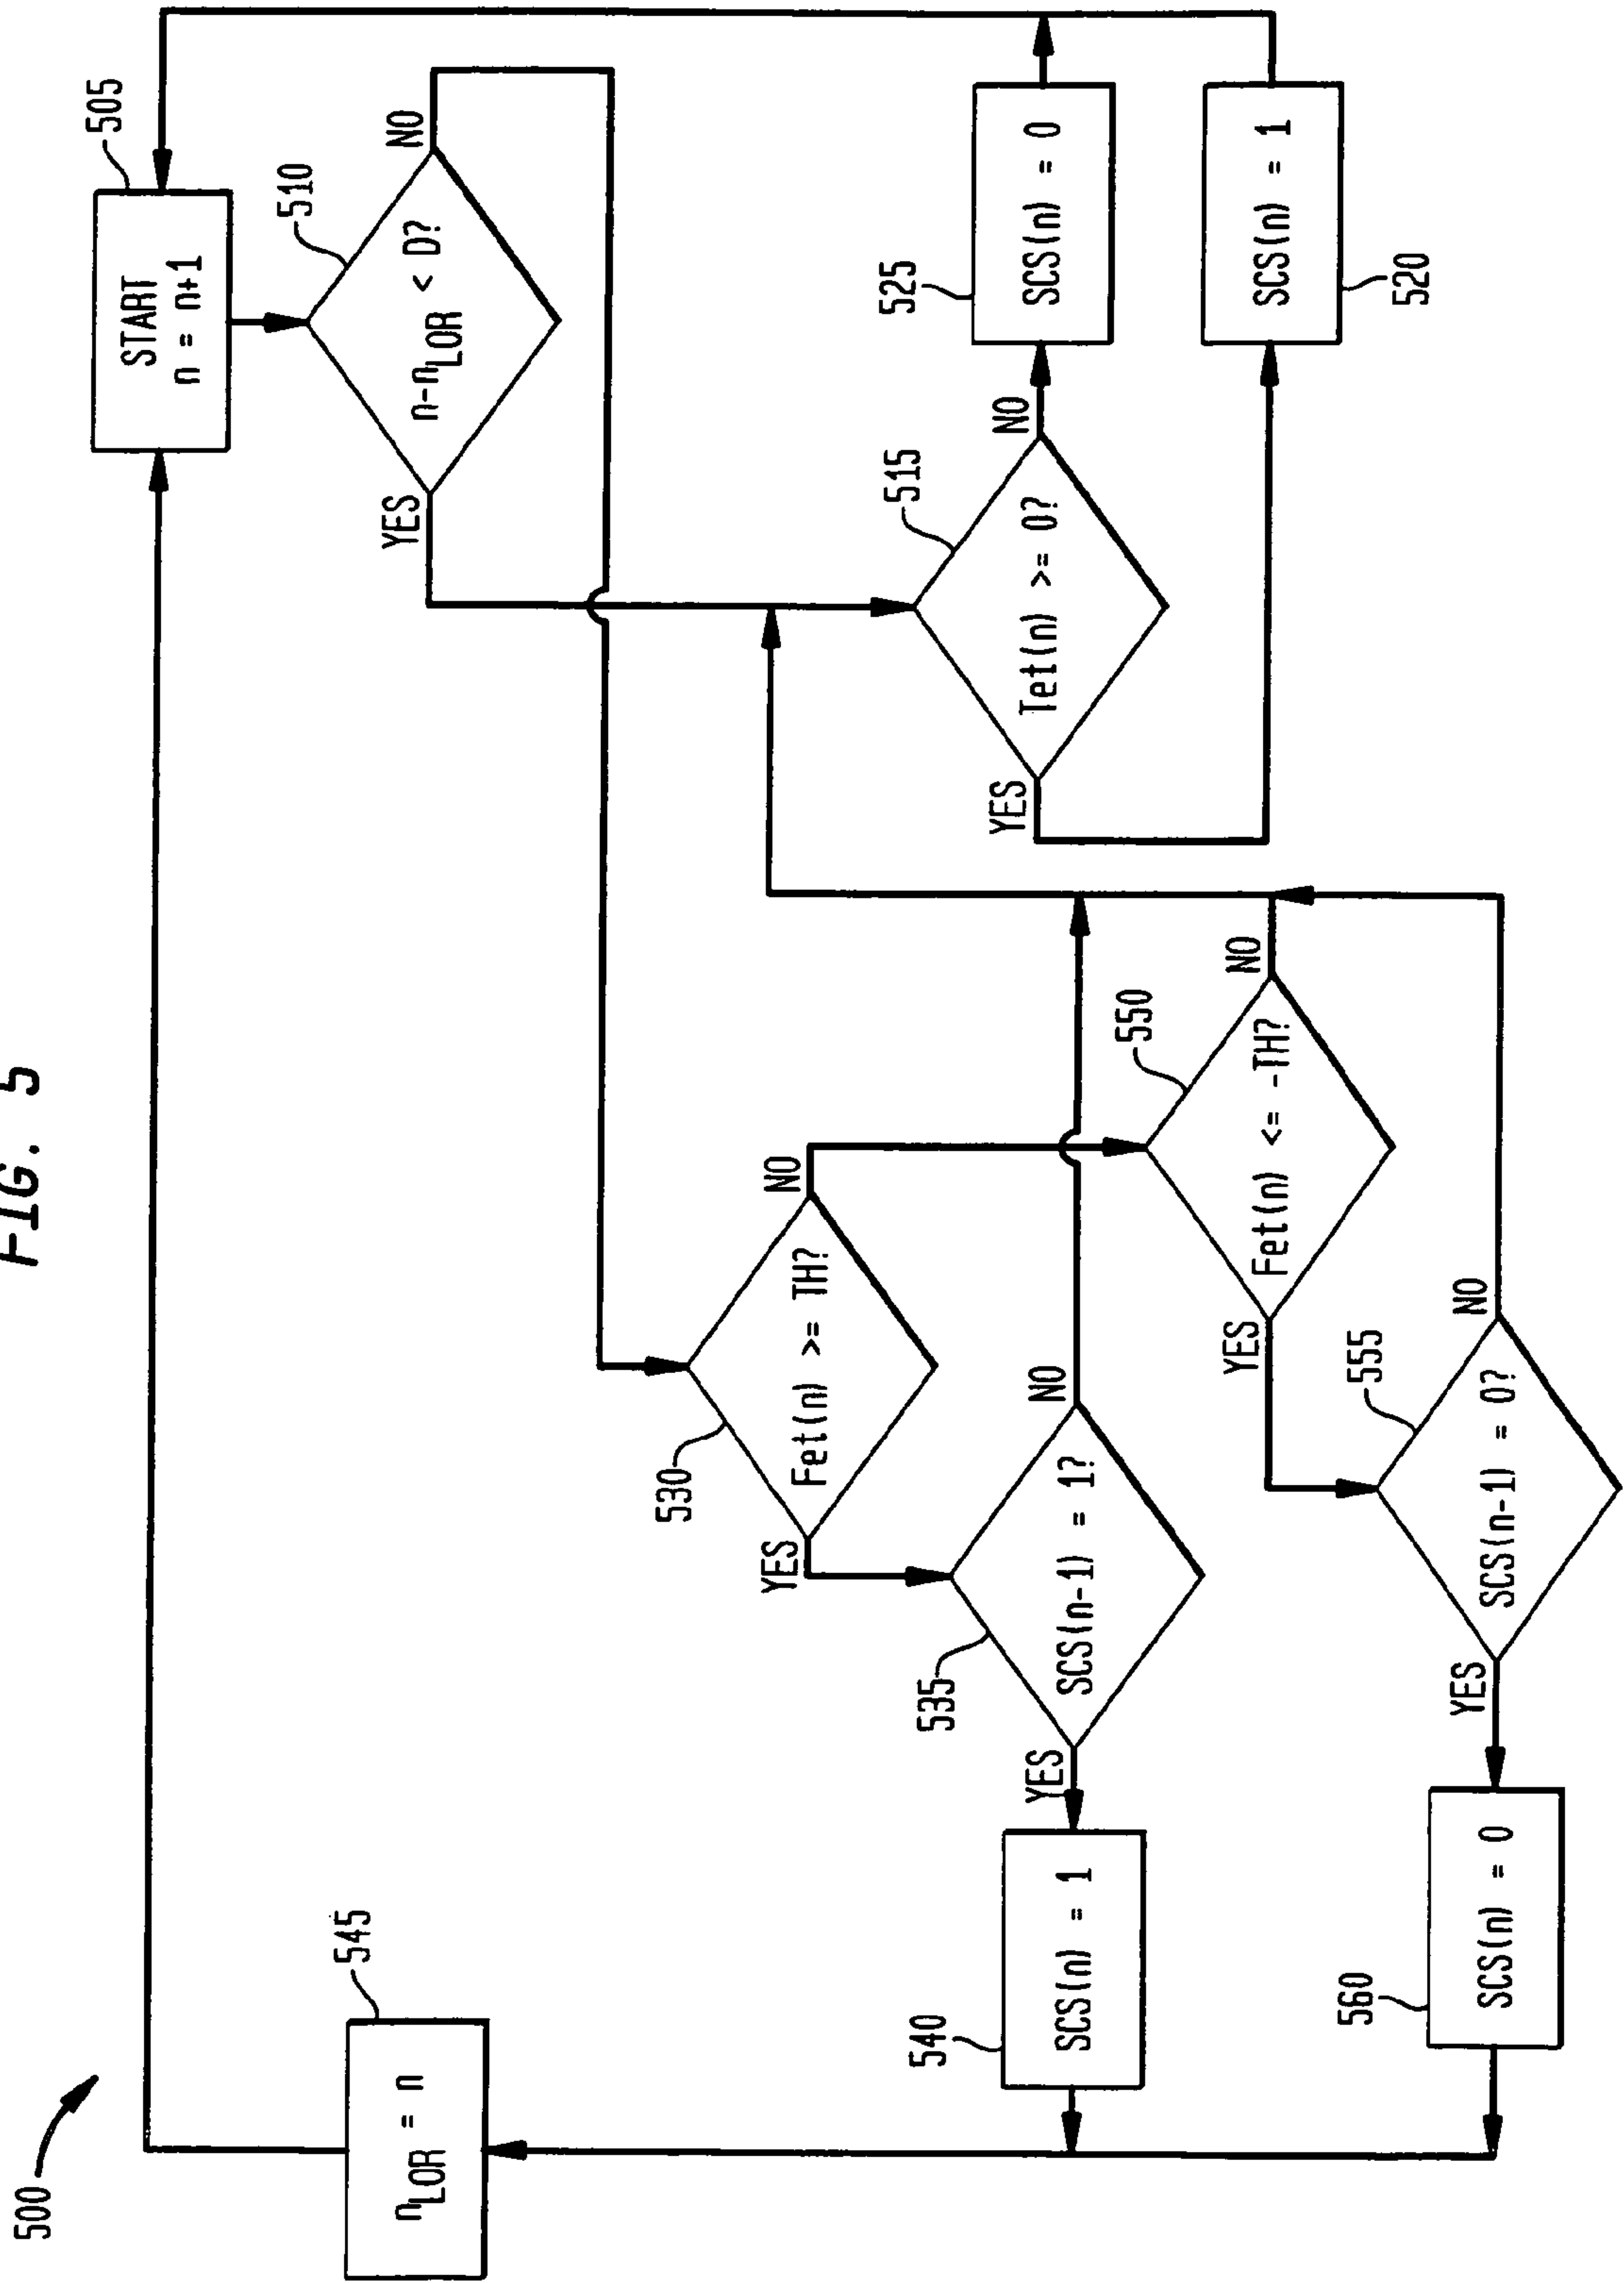 FIG. 5
500
505
START
n = n+1
510
n-nLOR < D?
YES
NO
515
Tet(n) >= 0?
YES
NO
525
SCS(n) = 0
SCS(n) = 1
520
530
Fet(n) >= TH?
YES
NO
535
SCS(n-1) = 1?
YES
NO
540
SCS(n) = 1
545
nLOR = n
550
Fet(n) <= -TH?
YES
NO
555
SCS(n-1) = 0?
YES
NO
560
SCS(n) = 0